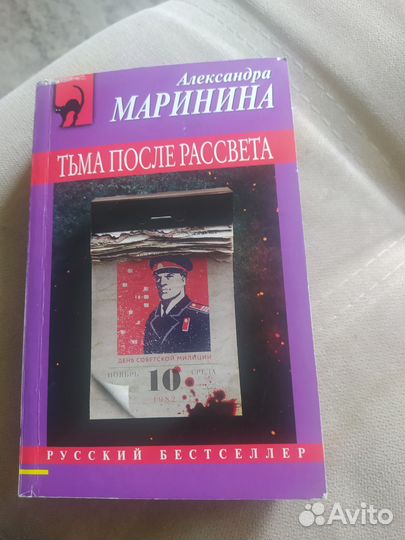 Александра
МАРИНИНА
ТЬМА ПОСЛЕ РАССВЕТА
ДЕНЬ СОВЕТСКОЙ МИЛИЦИИ
НОЯБРЬ 10 СРЕДА
1982
РУССКИЙ БЕСТСЕЛЛЕР
Avito